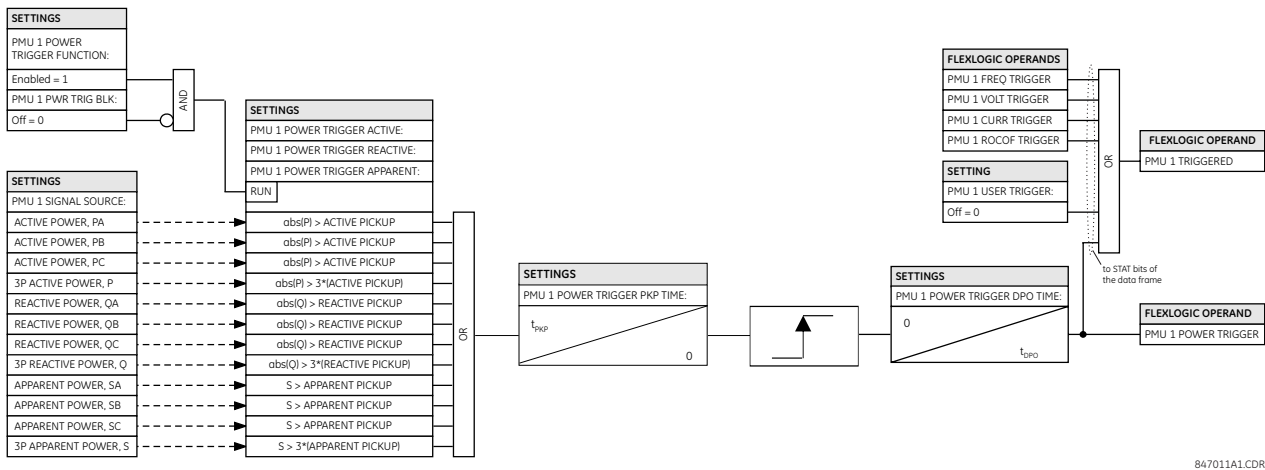 SETTINGS
PMU 1 POWER
TRIGGER FUNCTION:
Enabled = 1
PMU 1 PWR TRIG BLK:
Off = 0
AND
SETTINGS
PMU 1 SIGNAL SOURCE:
ACTIVE POWER, PA
ACTIVE POWER, PB
ACTIVE POWER, PC
3P ACTIVE POWER, P
REACTIVE POWER, QA
REACTIVE POWER, QB
REACTIVE POWER, QC
3P REACTIVE POWER, Q
APPARENT POWER, SA
APPARENT POWER, SB
APPARENT POWER, SC
3P APPARENT POWER, S
SETTINGS
PMU 1 POWER TRIGGER ACTIVE:
PMU 1 POWER TRIGGER REACTIVE:
PMU 1 POWER TRIGGER APPARENT:
RUN
abs(P) > ACTIVE PICKUP
abs(P) > ACTIVE PICKUP
abs(P) > ACTIVE PICKUP
abs(P) > 3*(ACTIVE PICKUP)
abs(Q) > REACTIVE PICKUP
abs(Q) > REACTIVE PICKUP
abs(Q) > REACTIVE PICKUP
abs(Q) > 3*(REACTIVE PICKUP)
S > APPARENT PICKUP
S > APPARENT PICKUP
S > APPARENT PICKUP
S > 3*(APPARENT PICKUP)
OR
SETTINGS
PMU 1 POWER TRIGGER PKP TIME:
tPKP
0
SETTINGS
PMU 1 POWER TRIGGER DPO TIME:
0
tDPO
FLEXLOGIC OPERANDS
PMU 1 FREQ TRIGGER
PMU 1 VOLT TRIGGER
PMU 1 CURR TRIGGER
PMU 1 ROCOF TRIGGER
SETTING
PMU 1 USER TRIGGER:
Off = 0
OR
to STAT bits of
the data frame
FLEXLOGIC OPERAND
PMU 1 TRIGGERED
FLEXLOGIC OPERAND
PMU 1 POWER TRIGGER
847011A1.CDR